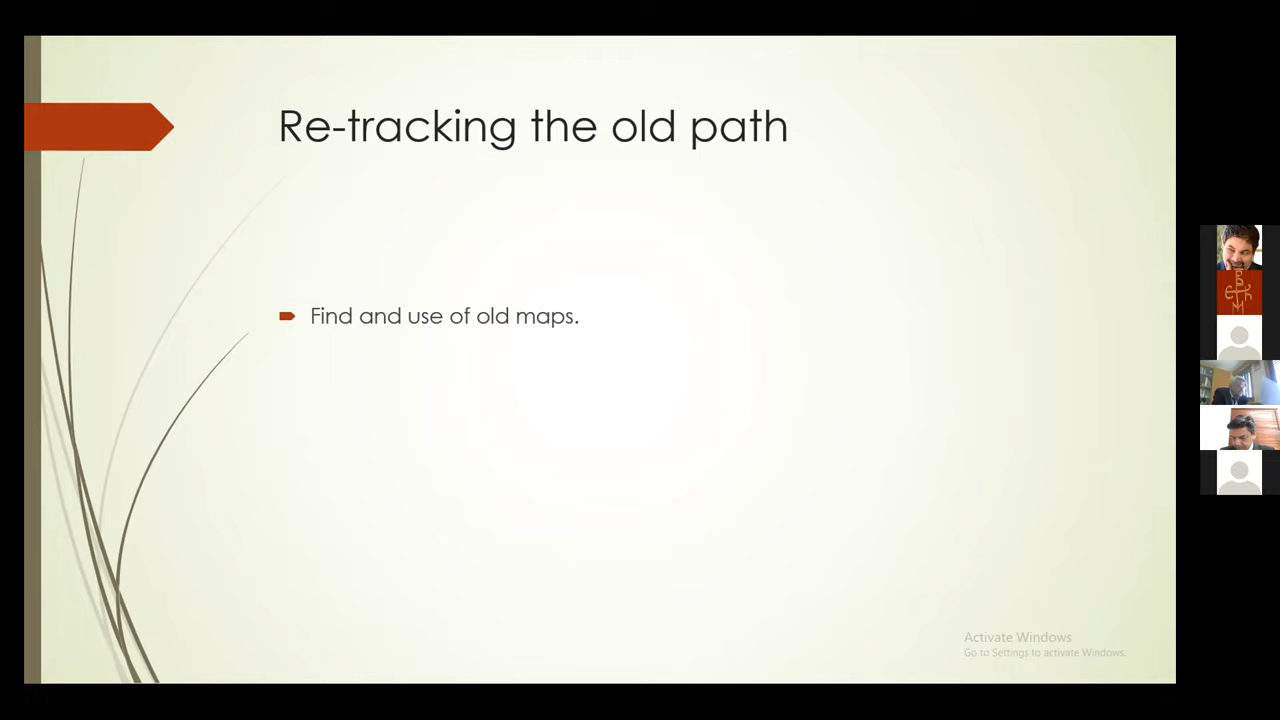 Re-tracking the old path
Find and use of old maps.
Activate Windows
Go to Settings to activate Windows.